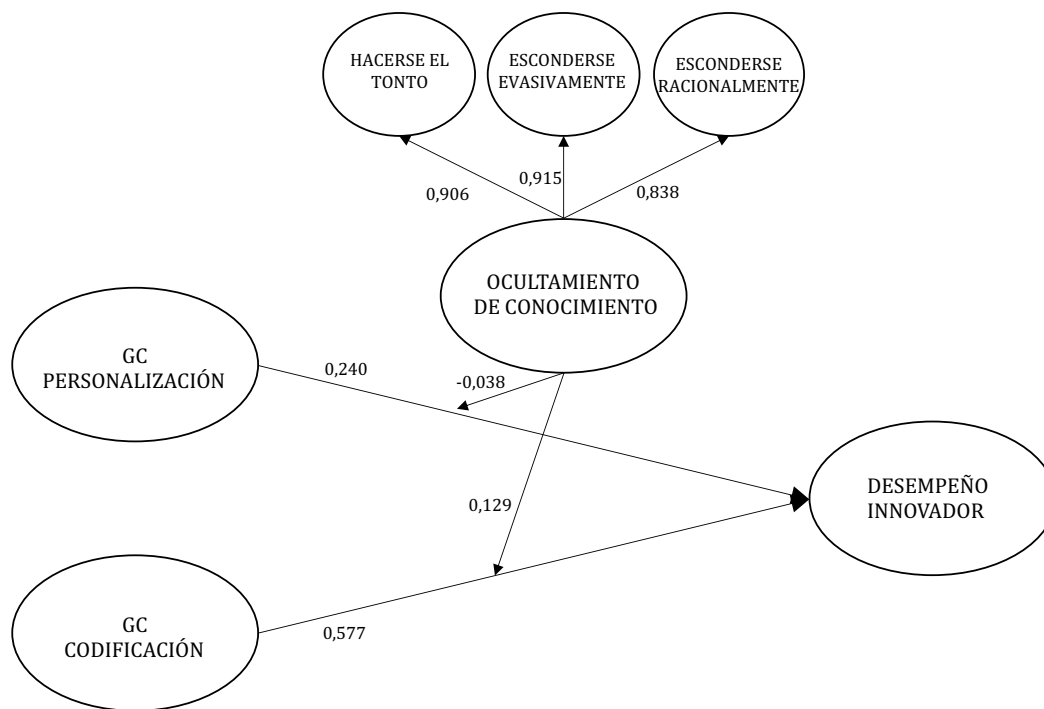 HACERSE EL
TONTO
ESCONDERSE
EVASIVAMENTE
ESCONDERSE
RACIONALMENTE
0,906
0,915
0,838
OCULTAMIENTO
DE CONOCIMIENTO
GC
PERSONALIZACIÓN
0,240
-0,038
DESEMPEÑO
INNOVADOR
0,129
GC
CODIFICACIÓN
0,577